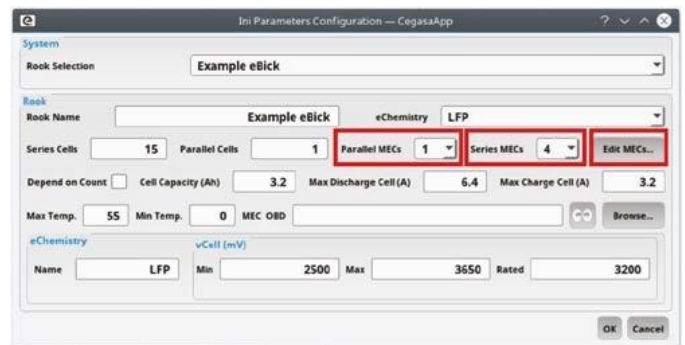 Ini Parameters Configuration — CegasaApp
System
Rook Selection Example eBick
Rook
Rook Name Example eBick eChemistry LFP
Series Cells 15 Parallel Cells 1 Parallel MECs 1 Series MECs 4 Edit MECs...
Depend on Count Cell Capacity (Ah) 3.2 Max Discharge Cell (A) 6.4 Max Charge Cell (A) 3.2
Max Temp. 55 Min Temp. 0 MEC OBD Browse...
eChemistry vCell (mV)
Name LFP Min 2500 Max 3650 Rated 3200
OK Cancel